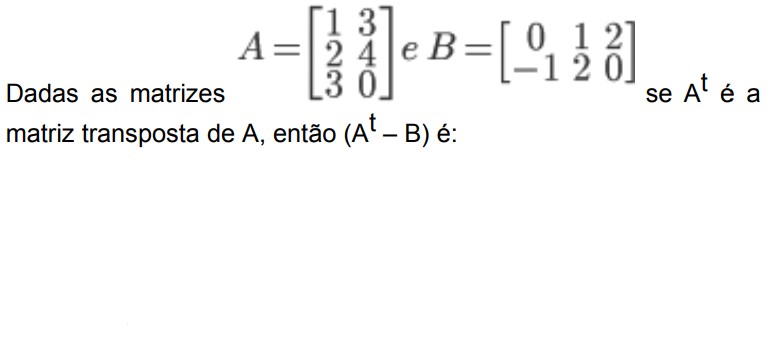 Dadas as matrizes A = [1 3 2 4 3 0] e B = [0 1 2 −1 2 0] se Aᵗ é a
matriz transposta de A, então (Aᵗ – B) é: